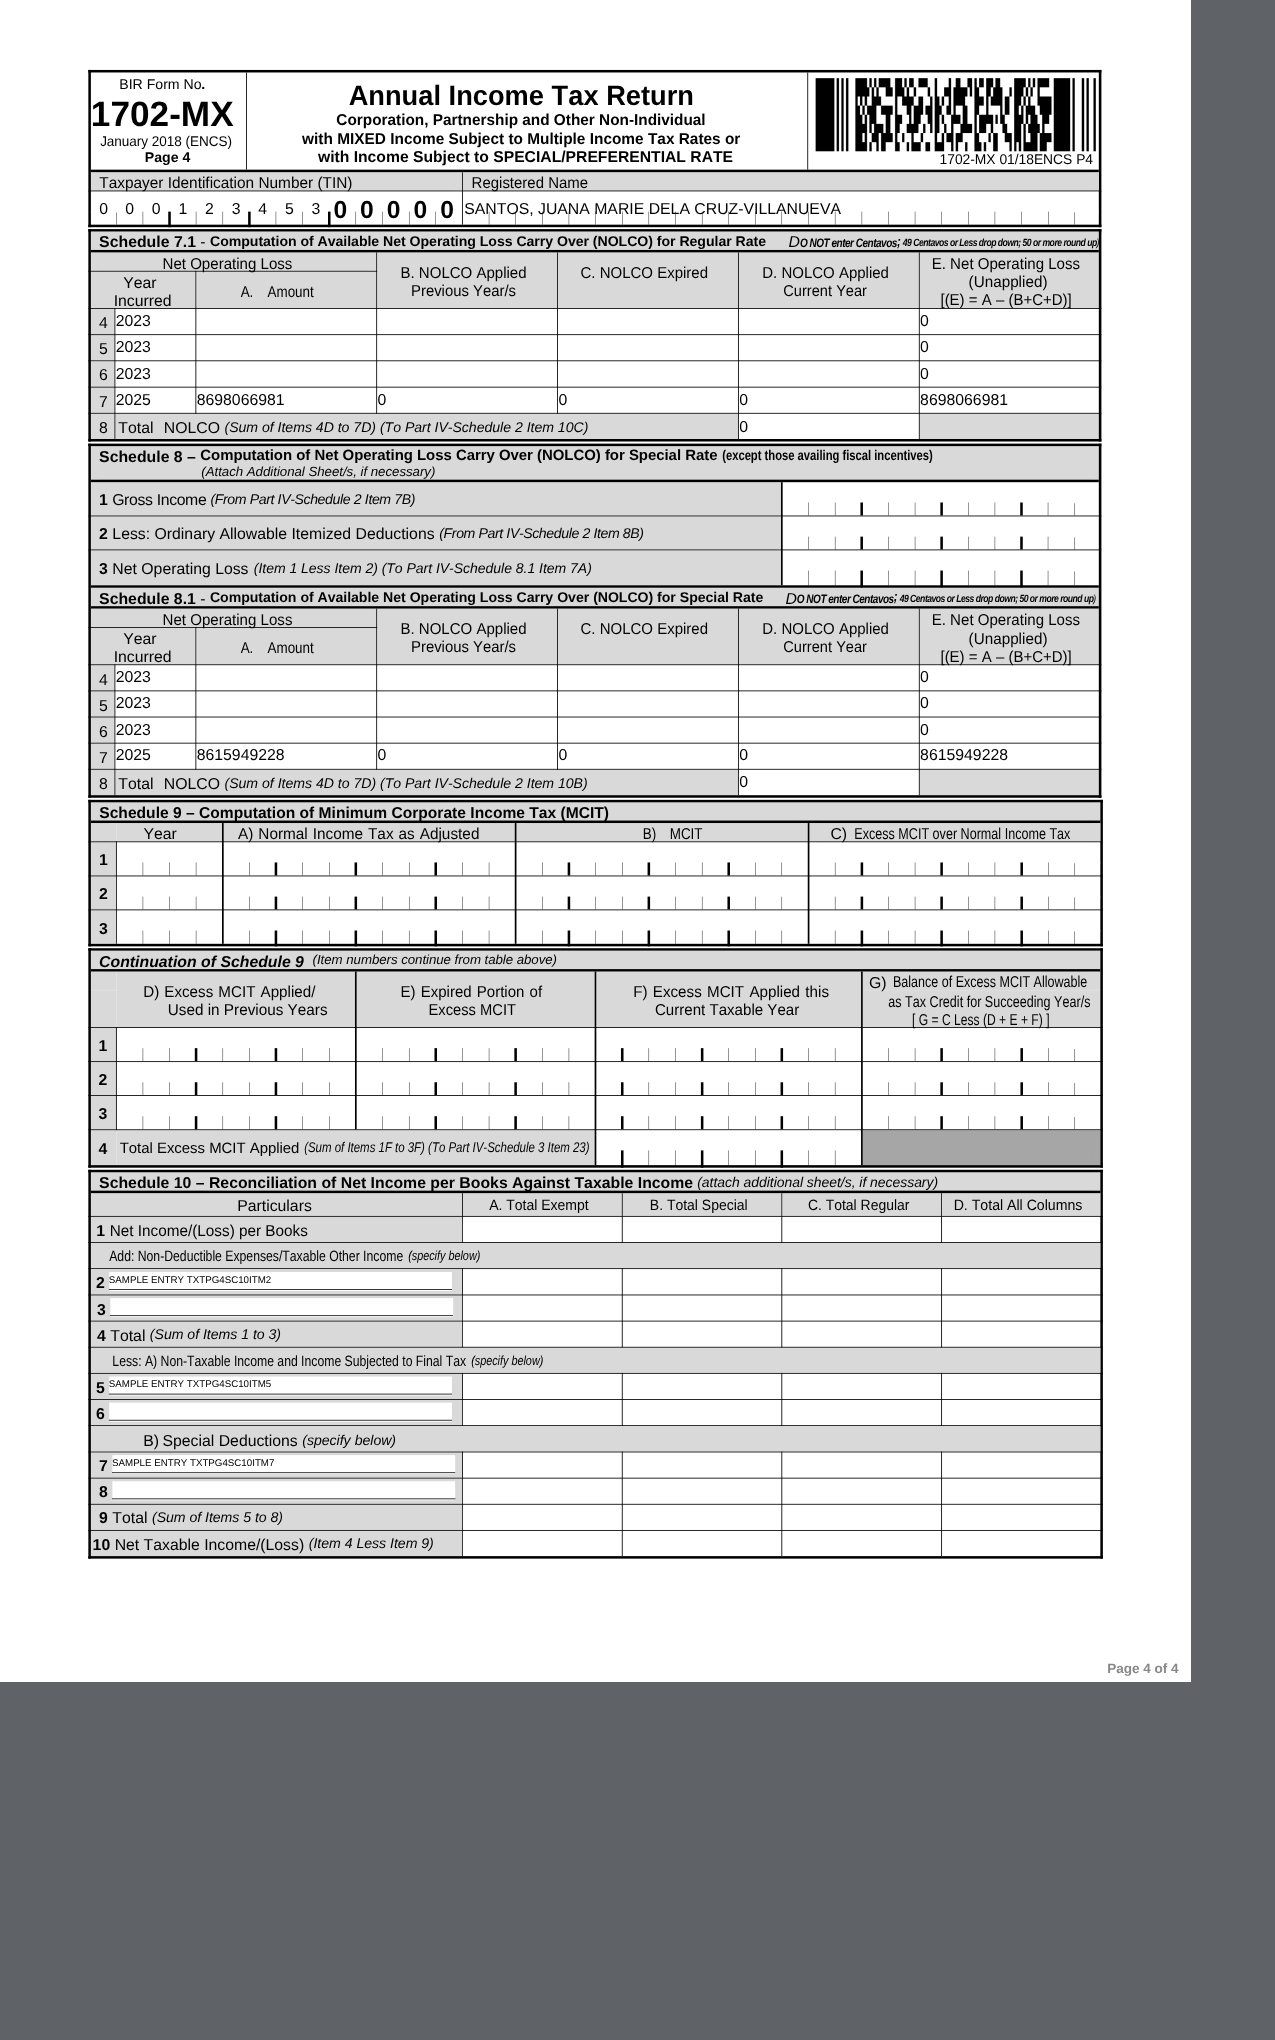 BIR Form No.
1702-MX
January 2018 (ENCS)
Page 4
Annual Income Tax Return
Corporation, Partnership and Other Non-Individual
with MIXED Income Subject to Multiple Income Tax Rates or
with Income Subject to SPECIAL/PREFERENTIAL RATE
1702-MX 01/18ENCS P4
Taxpayer Identification Number (TIN) Registered Name
0 0 0 1 2 3 4 5 3 0 0 0 0 0 SANTOS, JUANA MARIE DELA CRUZ-VILLANUEVA
Schedule 7.1 - Computation of Available Net Operating Loss Carry Over (NOLCO) for Regular Rate DO NOT enter Centavos; 49 Centavos or Less drop down; 50 or more round up)
Net Operating Loss
Year
Incurred
A. Amount
B. NOLCO Applied
Previous Year/s
C. NOLCO Expired
D. NOLCO Applied
Current Year
E. Net Operating Loss
(Unapplied)
[(E) = A – (B+C+D)]
4 2023 0
5 2023 0
6 2023 0
7 2025 8698066981 0 0 0 8698066981
8 Total NOLCO (Sum of Items 4D to 7D) (To Part IV-Schedule 2 Item 10C) 0
Schedule 8 – Computation of Net Operating Loss Carry Over (NOLCO) for Special Rate (except those availing fiscal incentives)
(Attach Additional Sheet/s, if necessary)
1 Gross Income (From Part IV-Schedule 2 Item 7B)
2 Less: Ordinary Allowable Itemized Deductions (From Part IV-Schedule 2 Item 8B)
3 Net Operating Loss (Item 1 Less Item 2) (To Part IV-Schedule 8.1 Item 7A)
Schedule 8.1 - Computation of Available Net Operating Loss Carry Over (NOLCO) for Special Rate DO NOT enter Centavos; 49 Centavos or Less drop down; 50 or more round up)
Net Operating Loss
Year
Incurred
A. Amount
B. NOLCO Applied
Previous Year/s
C. NOLCO Expired
D. NOLCO Applied
Current Year
E. Net Operating Loss
(Unapplied)
[(E) = A – (B+C+D)]
4 2023 0
5 2023 0
6 2023 0
7 2025 8615949228 0 0 0 8615949228
8 Total NOLCO (Sum of Items 4D to 7D) (To Part IV-Schedule 2 Item 10B) 0
Schedule 9 – Computation of Minimum Corporate Income Tax (MCIT)
Year A) Normal Income Tax as Adjusted B) MCIT C) Excess MCIT over Normal Income Tax
1
2
3
Continuation of Schedule 9 (Item numbers continue from table above)
D) Excess MCIT Applied/
Used in Previous Years
E) Expired Portion of
Excess MCIT
F) Excess MCIT Applied this
Current Taxable Year
G) Balance of Excess MCIT Allowable
as Tax Credit for Succeeding Year/s
[ G = C Less (D + E + F) ]
1
2
3
4 Total Excess MCIT Applied (Sum of Items 1F to 3F) (To Part IV-Schedule 3 Item 23)
Schedule 10 – Reconciliation of Net Income per Books Against Taxable Income (attach additional sheet/s, if necessary)
Particulars A. Total Exempt B. Total Special C. Total Regular D. Total All Columns
1 Net Income/(Loss) per Books
Add: Non-Deductible Expenses/Taxable Other Income (specify below)
2 SAMPLE ENTRY TXTPG4SC10ITM2
3
4 Total (Sum of Items 1 to 3)
Less: A) Non-Taxable Income and Income Subjected to Final Tax (specify below)
5 SAMPLE ENTRY TXTPG4SC10ITM5
6
B) Special Deductions (specify below)
7 SAMPLE ENTRY TXTPG4SC10ITM7
8
9 Total (Sum of Items 5 to 8)
10 Net Taxable Income/(Loss) (Item 4 Less Item 9)
Page 4 of 4